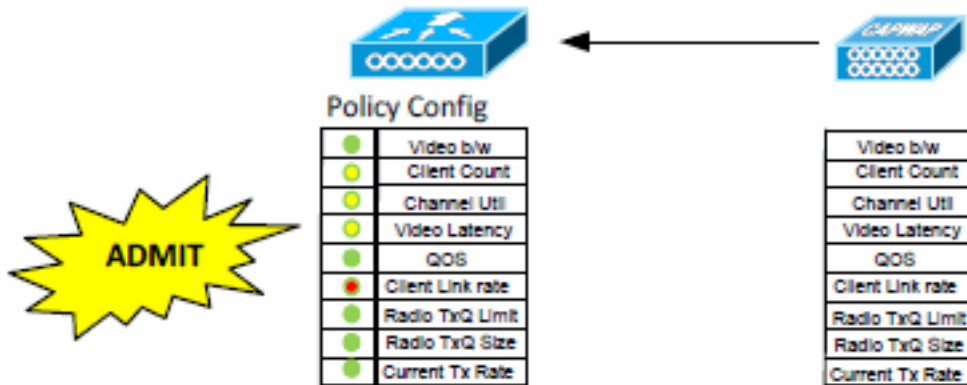 CAPWAP
Policy Config
ADMIT
Video b/w
Client Count
Channel Util
Video Latency
QOS
Client Link rate
Radio TxQ Limit
Radio TxQ Size
Current Tx Rate
Video b/w
Client Count
Channel Util
Video Latency
QOS
Client Link rate
Radio TxQ Limit
Radio TxQ Size
Current Tx Rate